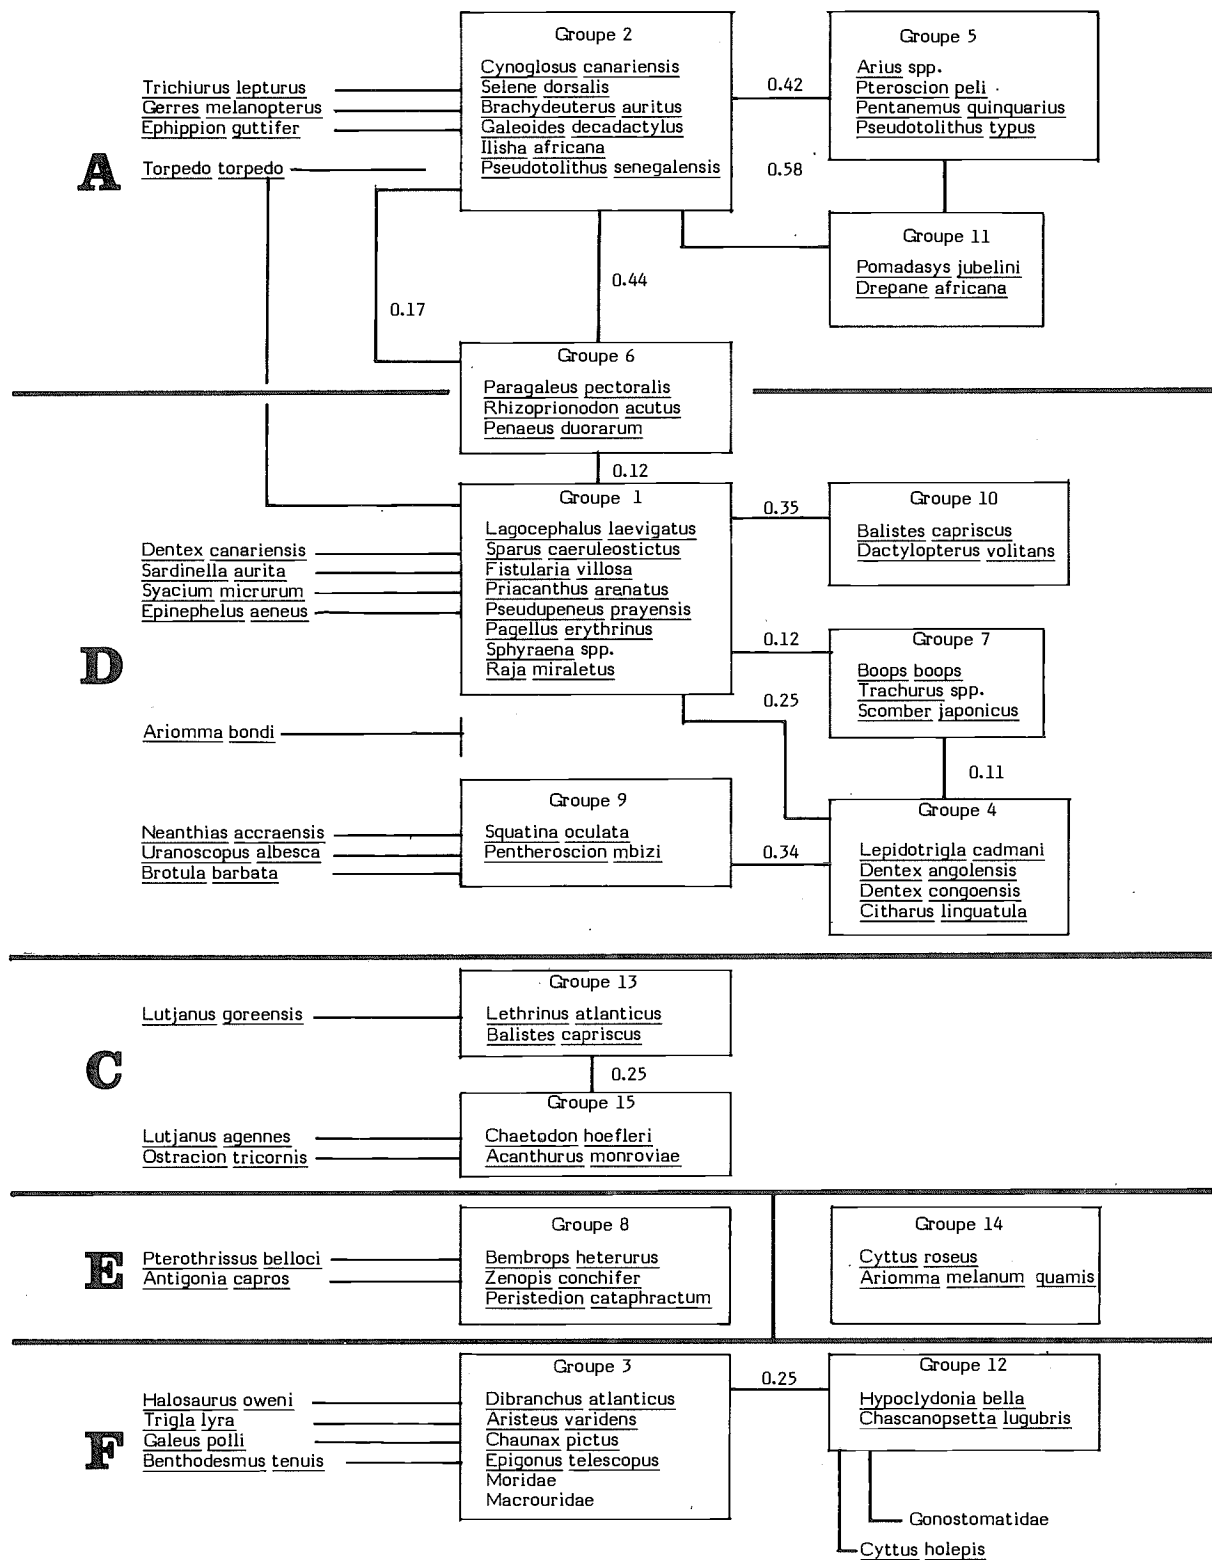 A
Trichiurus lepturus
Gerres melanopterus
Ephippion guttifer
Torpedo torpedo
Groupe 2
Cynoglosus canariensis
Selene dorsalis
Brachydeuterus auritus
Galeoides decadactylus
Ilisha africana
Pseudotolithus senegalensis
0.42
0.58
Groupe 5
Arius spp.
Pteroscion peli
Pentanemus quinquarius
Pseudotolithus typus
Groupe 11
Pomadasys jubelini
Drepane africana
0.17
0.44
Groupe 6
Paragaleus pectoralis
Rhizoprionodon acutus
Penaeus duorarum
0.12
D
Dentex canariensis
Sardinella aurita
Syacium micrurum
Epinephelus aeneus
Groupe 1
Lagocephalus laevigatus
Sparus caeruleostictus
Fistularia villosa
Priacanthus aranatus
Pseudupeneus prayensis
Pagellus erythrinus
Sphyraena spp.
Raja miraletus
0.35
Groupe 10
Balistes capriscus
Dactylopterus volitans
0.12
0.25
Groupe 7
Boops boops
Trachurus spp.
Scomber japonicus
0.11
Ariomma bondi
Neanthias accraensis
Uranoscopus albesca
Brotula barbata
Groupe 9
Squatina oculata
Pentheroscion mbizi
0.34
Groupe 4
Lepidotrigla cadmani
Dentex angolensis
Dentex congoensis
Citharus linguatula
C
Lutjanus goreensis
Groupe 13
Lethrinus atlanticus
Balistes capriscus
0.25
Lutjanus agennes
Ostracion tricornis
Groupe 15
Chaetodon hoefleri
Acanthurus monroviae
E
Pterothrissus belloci
Antigonia capros
Groupe 8
Bembrops heterurus
Zenopis conchifer
Peristedion cataphractum
Groupe 14
Cyttus roseus
Ariomma melanum quamis
F
Halosaurus oweni
Trigla lyra
Galeus polli
Benthodesmus tenuis
Groupe 3
Dibranchus atlanticus
Aristeus varidens
Chaunax pictus
Epigonus telescopus
Moridae
Macrouridae
0.25
Groupe 12
Hypoclydonia bella
Chascanopsetta lugubris
Gonostomatidae
Cyttus holepis